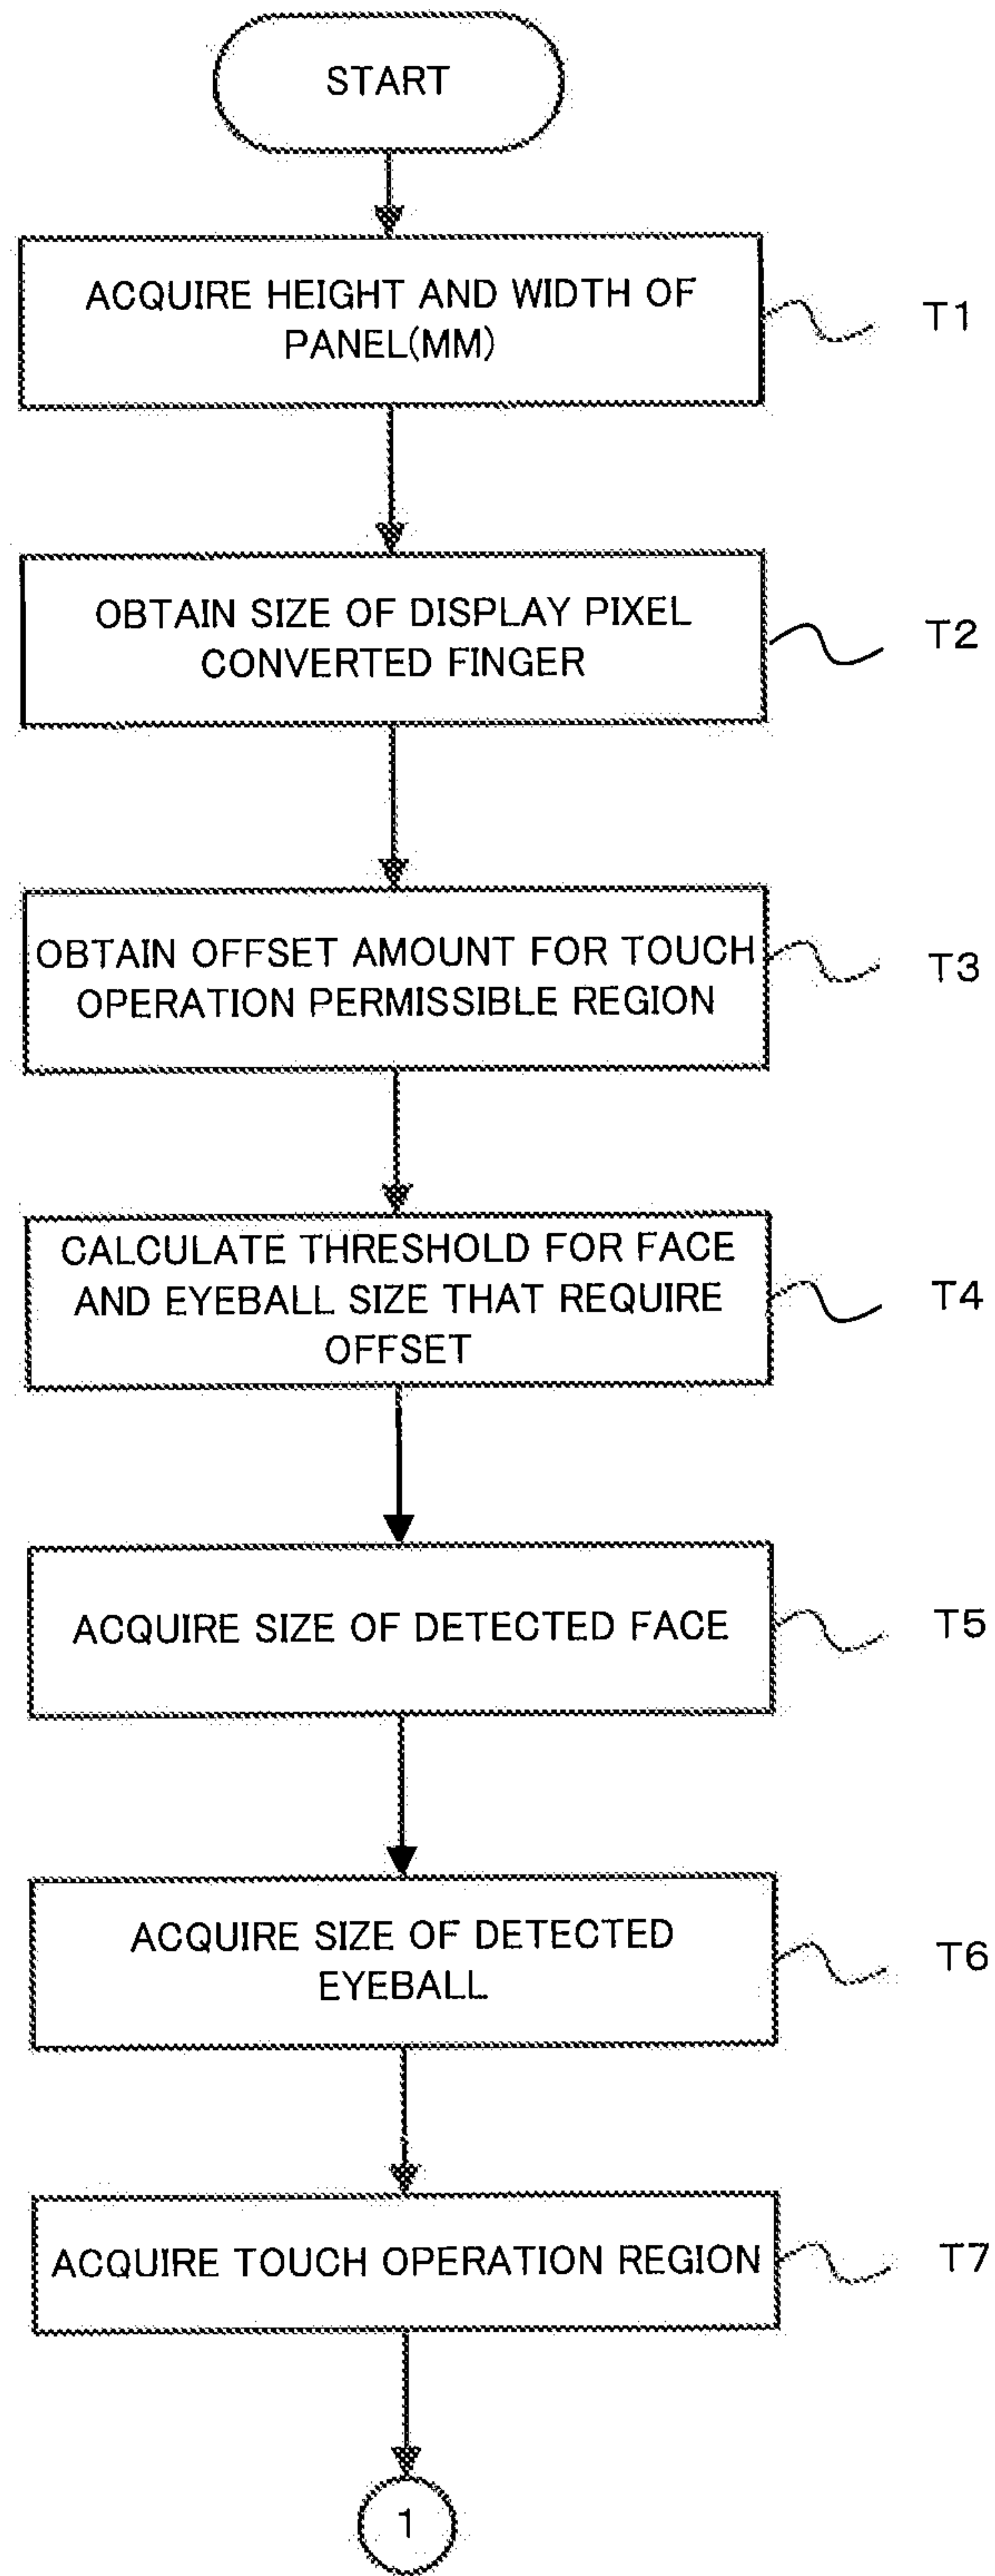 START
ACQUIRE HEIGHT AND WIDTH OF
PANEL(MM)
T1
OBTAIN SIZE OF DISPLAY PIXEL
CONVERTED FINGER
T2
OBTAIN OFFSET AMOUNT FOR TOUCH
OPERATION PERMISSIBLE REGION
T3
CALCULATE THRESHOLD FOR FACE
AND EYEBALL SIZE THAT REQUIRE
OFFSET
T4
ACQUIRE SIZE OF DETECTED FACE
T5
ACQUIRE SIZE OF DETECTED
EYEBALL
T6
ACQUIRE TOUCH OPERATION REGION
T7
1